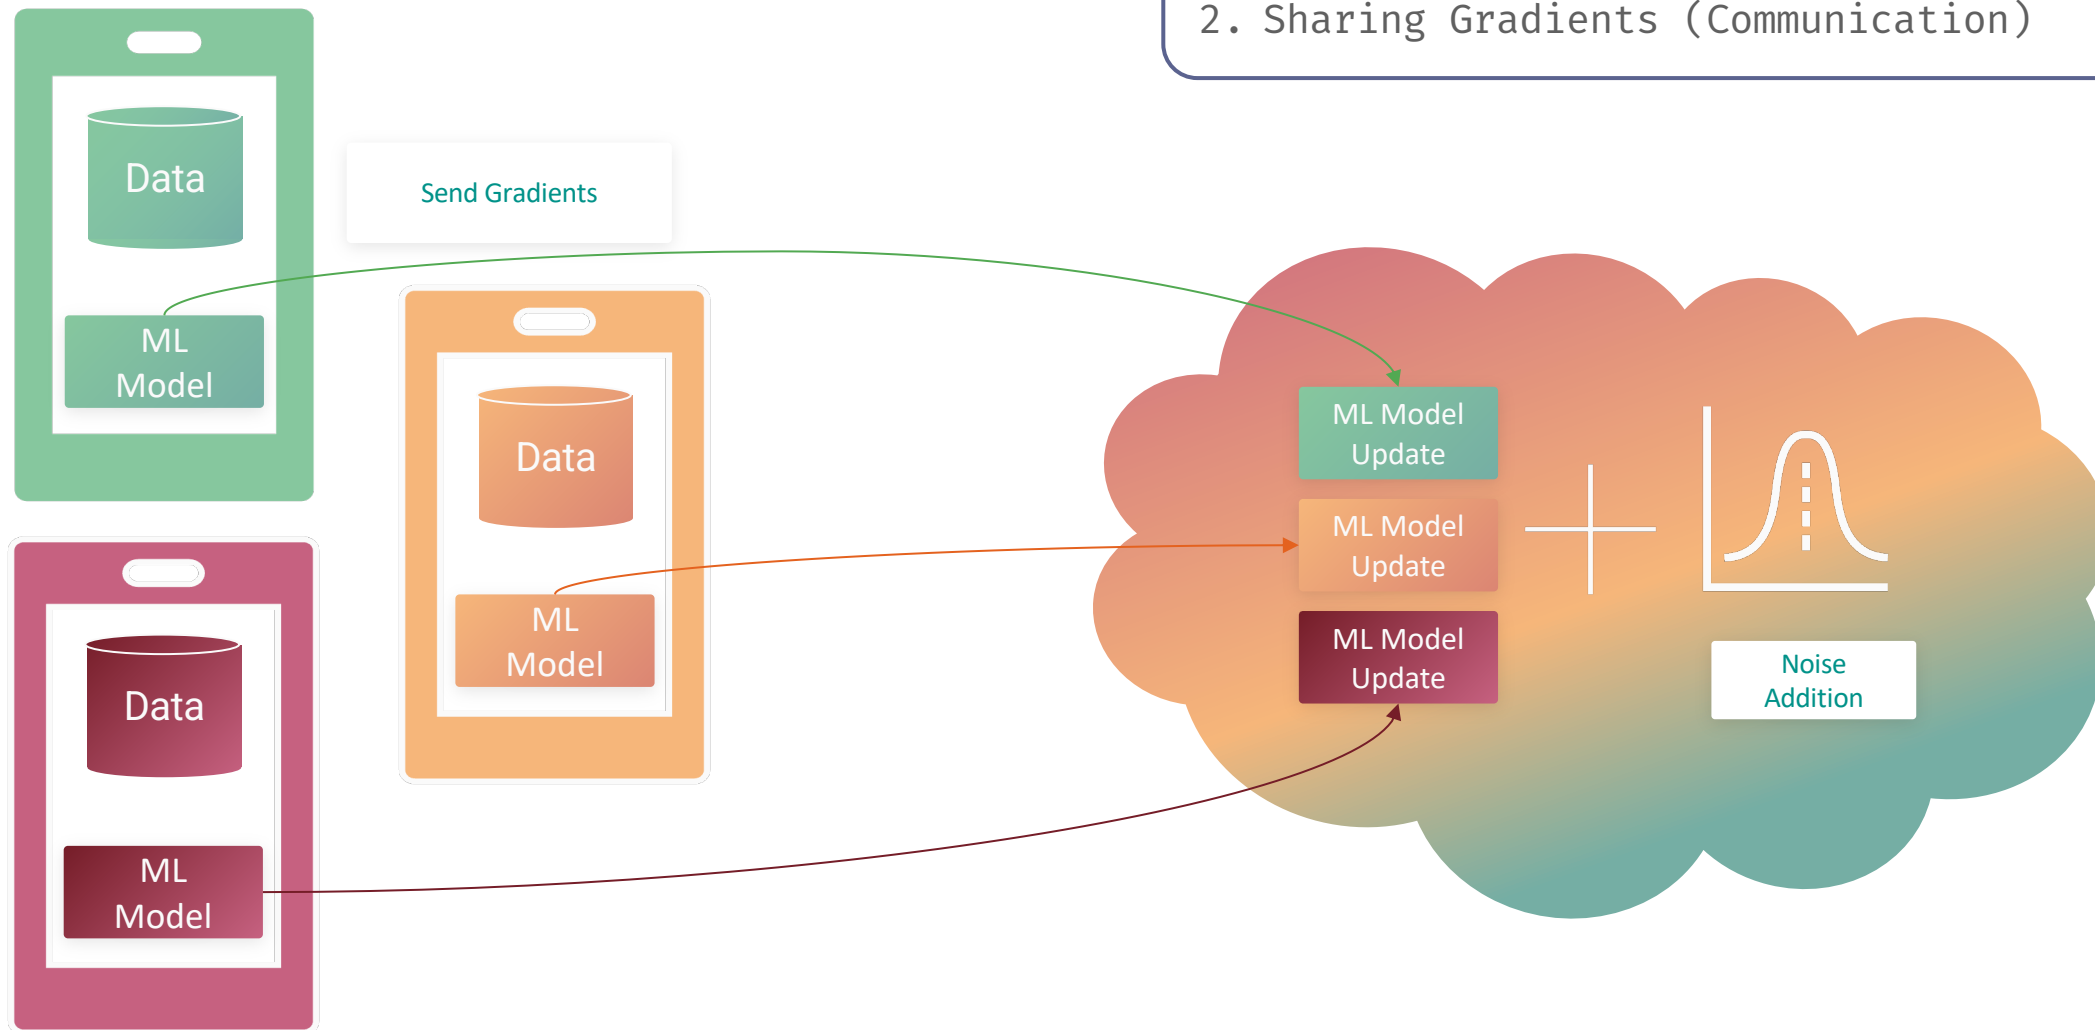 2. Sharing Gradients (Communication)
Data
Send Gradients
ML
Model
Data
ML
Model
Data
ML
Model
ML Model
Update
ML Model
Update
ML Model
Update
Noise
Addition